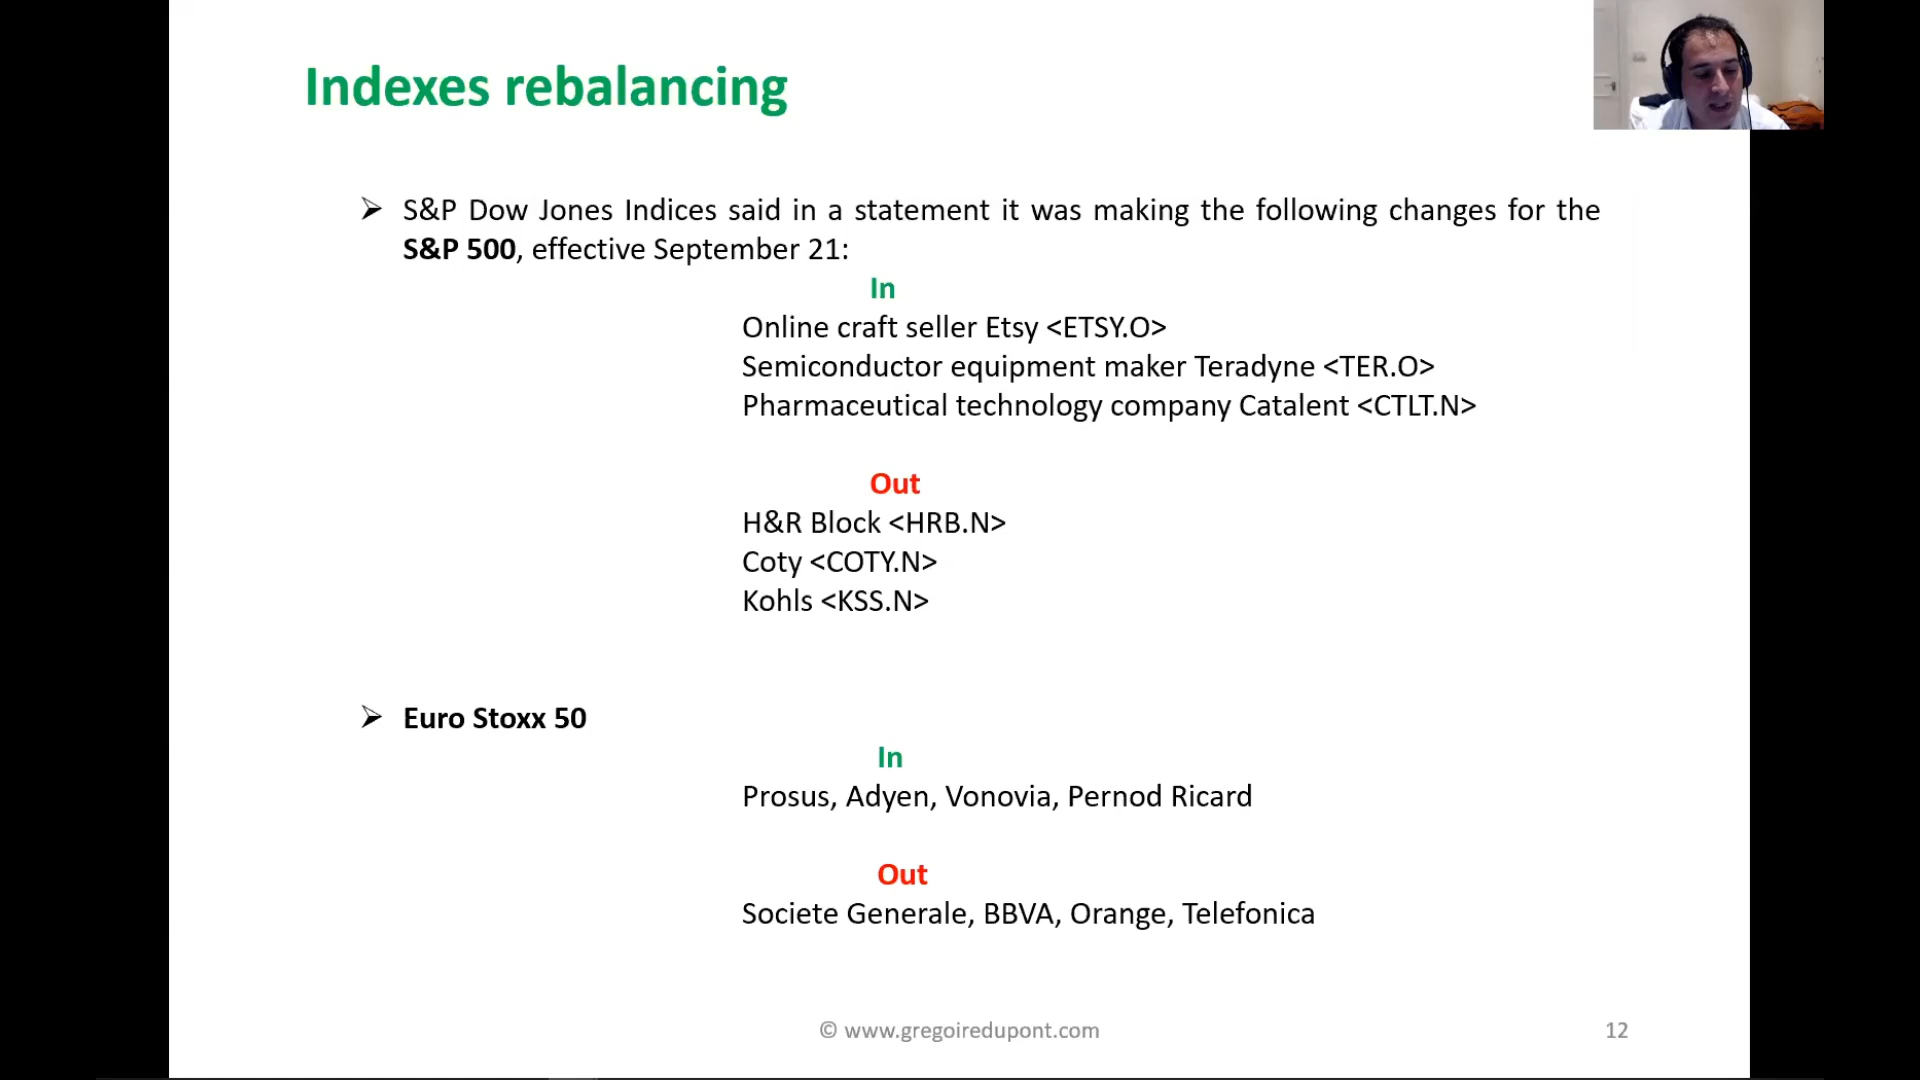 Indexes rebalancing
➢ S&P Dow Jones Indices said in a statement it was making the following changes for the
S&P 500, effective September 21:
In
Online craft seller Etsy <ETSY.O>
Semiconductor equipment maker Teradyne <TER.O>
Pharmaceutical technology company Catalent <CTLT.N>
Out
H&R Block <HRB.N>
Coty <COTY.N>
Kohls <KSS.N>
➢ Euro Stoxx 50
In
Prosus, Adyen, Vonovia, Pernod Ricard
Out
Societe Generale, BBVA, Orange, Telefonica
© www.gregoiredupont.com
12